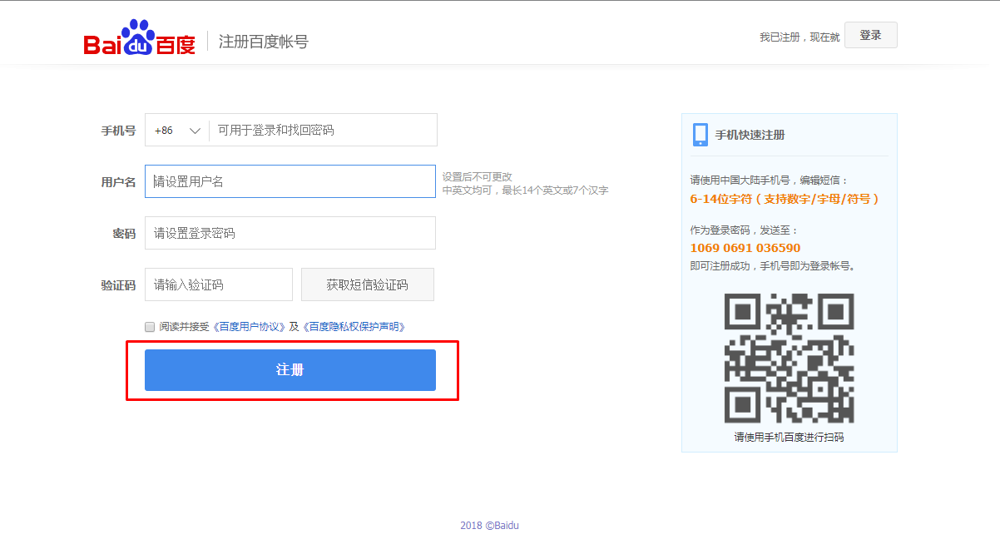 Baidu百度 注册百度帐号
我已注册，现在就 登录
手机号 +86 可用于登录和找回密码
用户名 请设置用户名
设置后不可更改
中英文均可，最长14个英文或7个汉字
密码 请设置登录密码
验证码 请输入验证码 获取短信验证码
阅读并接受《百度用户协议》及《百度隐私权保护声明》
注册
手机快速注册
请使用中国大陆手机号，编辑短信：
6-14位字符（支持数字/字母/符号）
作为登录密码，发送至：
1069 0691 036590
即可注册成功，手机号即为登录帐号。
请使用手机百度进行扫码
2018 ©Baidu